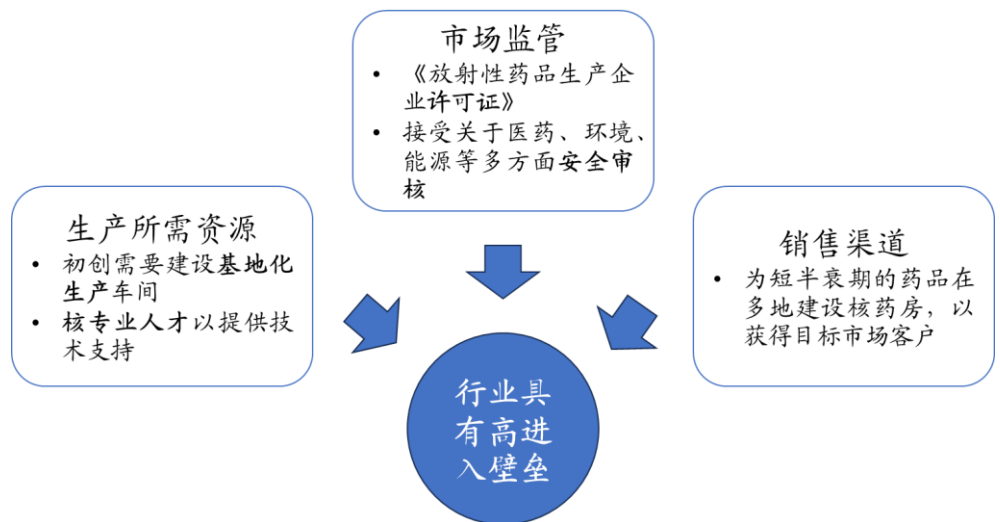 市场监管
• 《放射性药品生产企
业许可证》
• 接受关于医药、环境、
能源等多方面安全审
核
生产所需资源
• 初创需要建设基地化
生产车间
• 核专业人才以提供技
术支持
销售渠道
• 为短半衰期的药品在
多地建设核药房，以
获得目标市场客户
行业具
有高进
入壁垒